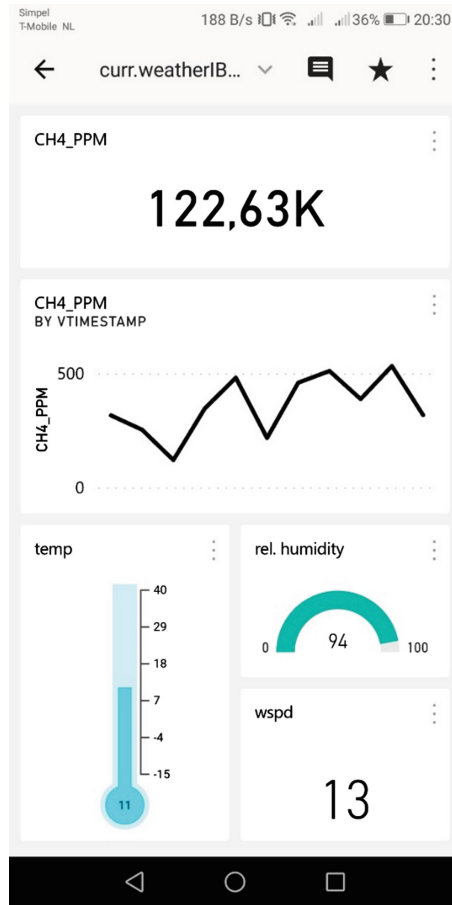 Simpel
T-Mobile NL
188 B/s 36% 20:30
curr.weatherIB...
CH4_PPM
122,63K
CH4_PPM
BY VTIMESTAMP
500
CH4_PPM
0
temp
40
29
18
7
-4
-15
11
rel. humidity
0
94
100
wspd
13